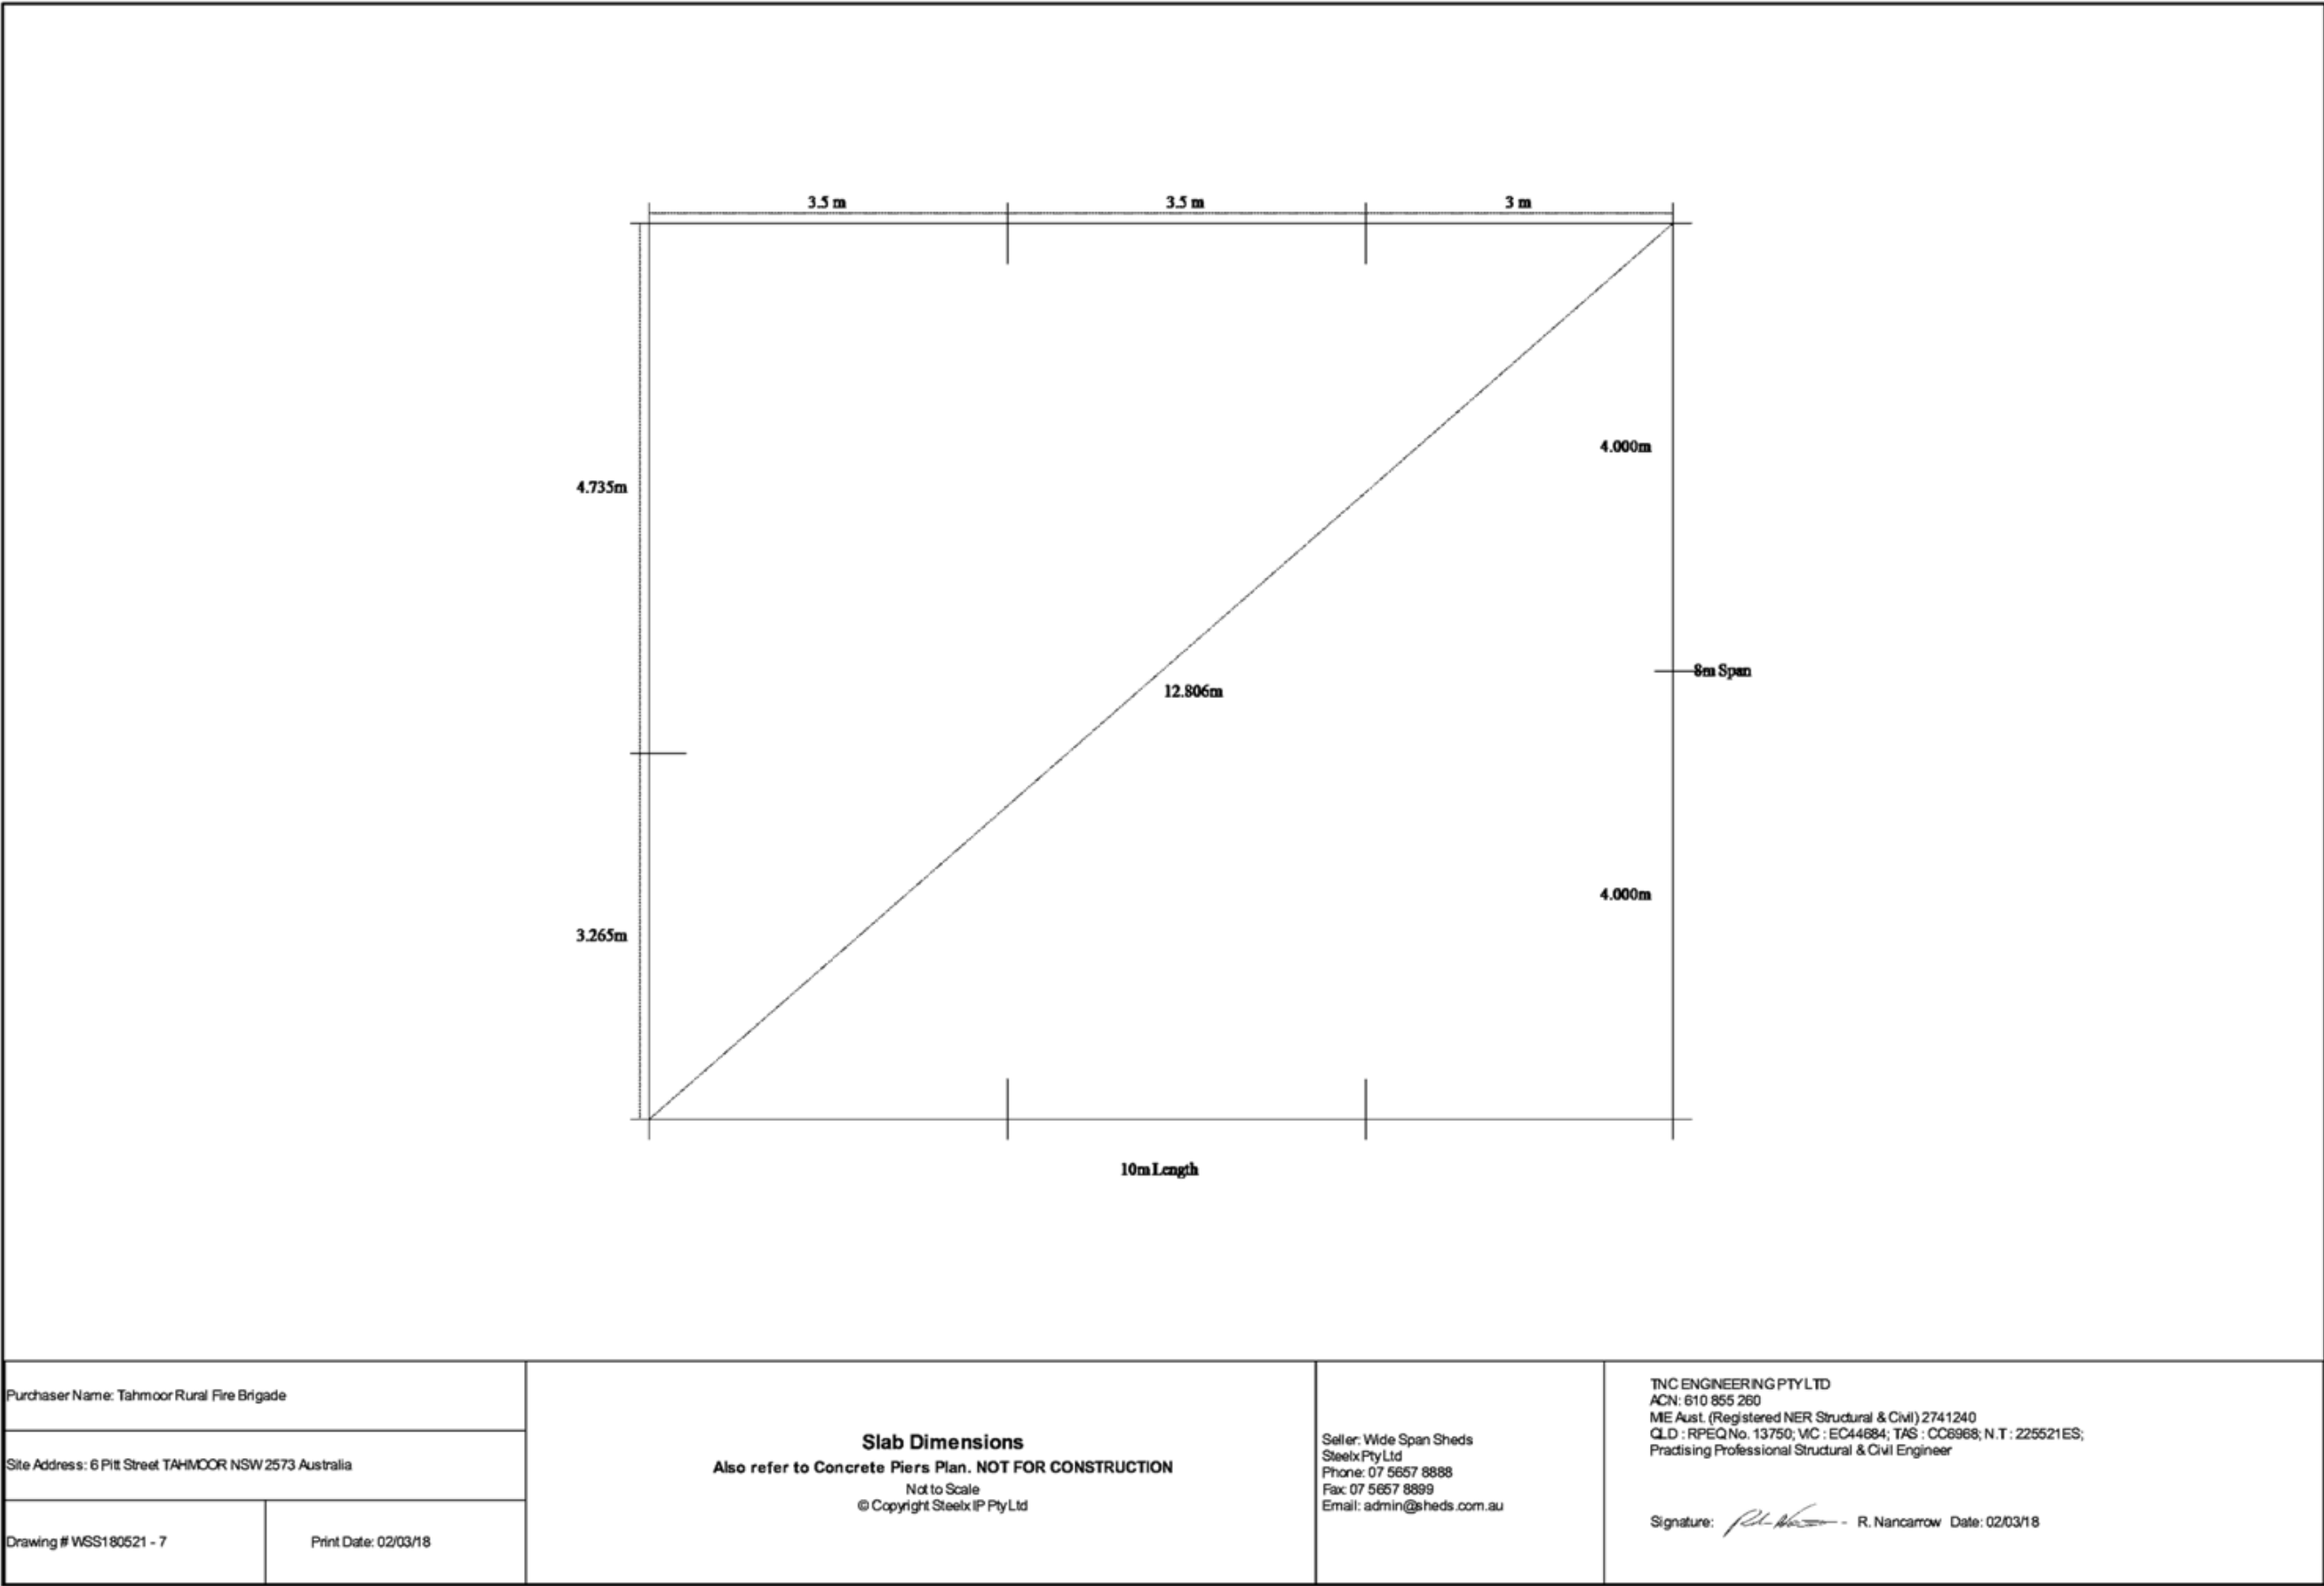 3.5 m
3.5 m
3 m
4.000m
4.735m
8m Span
12.806m
4.000m
3.265m
10m Length
Purchaser Name: Tahmoor Rural Fire Brigade
Site Address: 6 Pitt Street TAHMOOR NSW 2573 Australia
Drawing # WSS180521 - 7
Print Date: 02/03/18
Slab Dimensions
Also refer to Concrete Piers Plan. NOT FOR CONSTRUCTION
Not to Scale
© Copyright Steelx IP Pty Ltd
Seller: Wide Span Sheds
Steelx Pty Ltd
Phone: 07 5657 8888
Fax: 07 5657 8899
Email: admin@sheds.com.au
TNC ENGINEERING PTY LTD
ACN: 610 855 260
MIE Aust. (Registered NER Structural & Civil) 2741240
QLD : RPEQ No. 13750; VIC : EC44684; TAS : CC6968; N.T : 225521ES;
Practising Professional Structural & Civil Engineer
Signature: - R. Nancarrow Date: 02/03/18